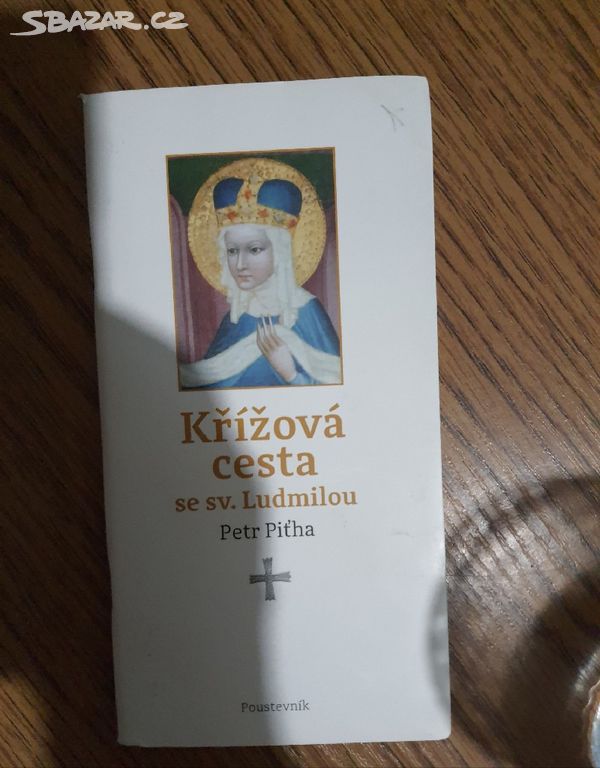 SBAZAR.CZ
Křížová
cesta
se sv. Ludmilou
Petr Piťha
Poustevník